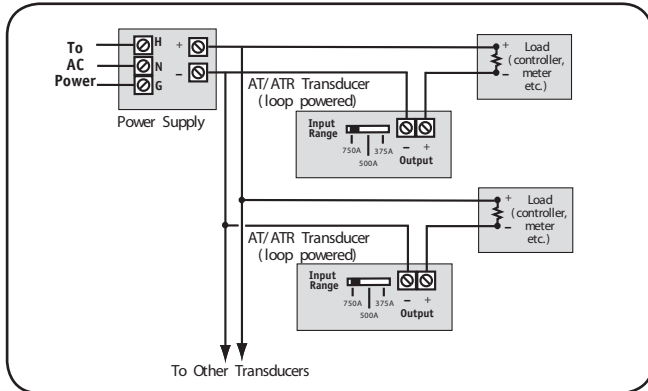 To
AC
Power
H
N
G
+
–
Power Supply
AT/ATR Transducer
(loop powered)
Input
Range
750A
375A
500A
– +
Output
+
–
Load
(controller,
meter
etc.)
AT/ATR Transducer
(loop powered)
Input
Range
750A
375A
500A
– +
Output
+
–
Load
(controller,
meter
etc.)
To Other Transducers